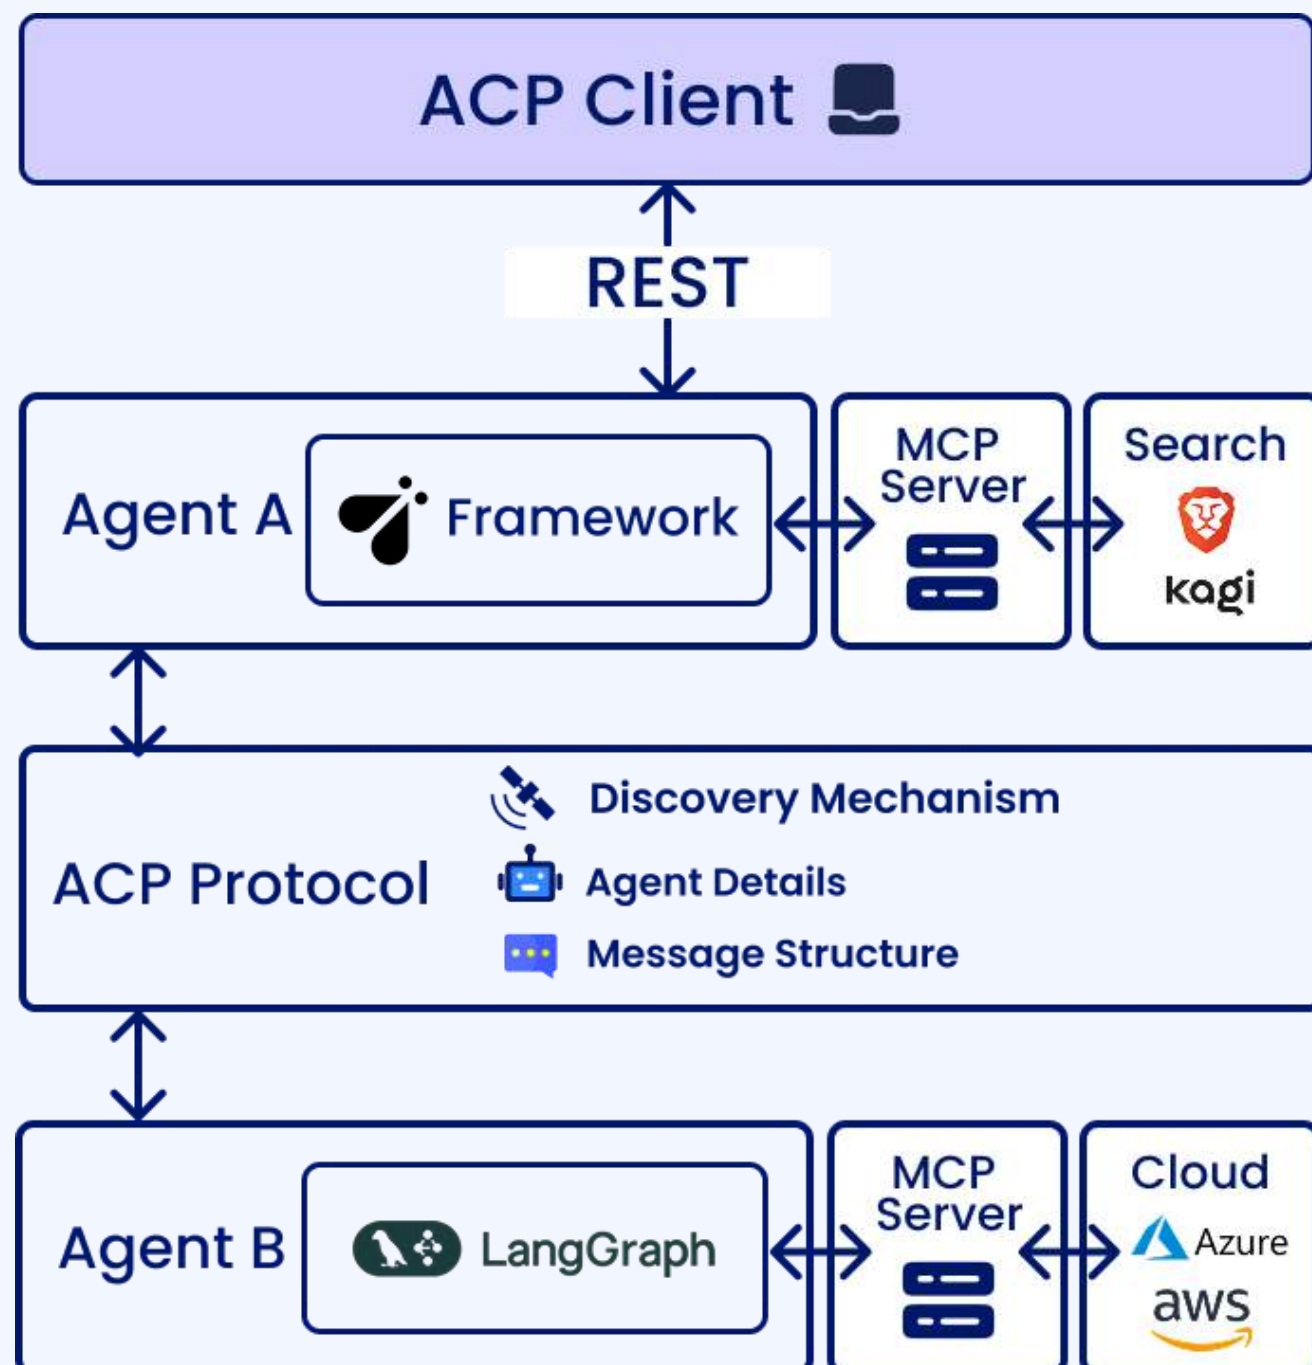 ACP Client
REST
Agent A
Framework
MCP
Server
Search
kagi
ACP Protocol
Discovery Mechanism
Agent Details
Message Structure
Agent B
LangGraph
MCP
Server
Cloud
Azure
aws